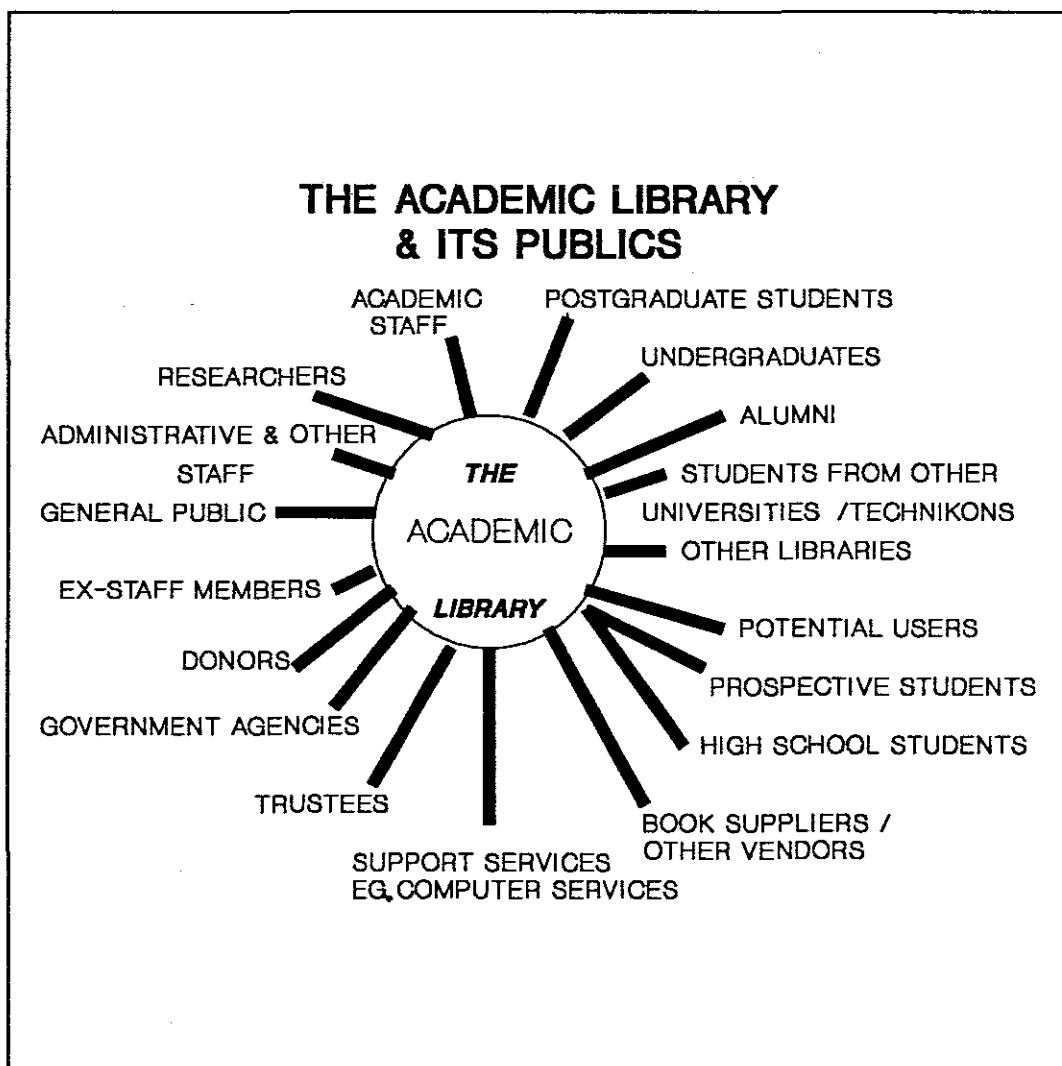 THE ACADEMIC LIBRARY
& ITS PUBLICS
ACADEMIC
STAFF
POSTGRADUATE STUDENTS
UNDERGRADUATES
RESEARCHERS
ALUMNI
ADMINISTRATIVE & OTHER
STAFF
THE
STUDENTS FROM OTHER
UNIVERSITIES /TECHNIKONS
GENERAL PUBLIC
ACADEMIC
OTHER LIBRARIES
EX-STAFF MEMBERS
LIBRARY
POTENTIAL USERS
DONORS
PROSPECTIVE STUDENTS
GOVERNMENT AGENCIES
HIGH SCHOOL STUDENTS
TRUSTEES
BOOK SUPPLIERS /
OTHER VENDORS
SUPPORT SERVICES
EG. COMPUTER SERVICES